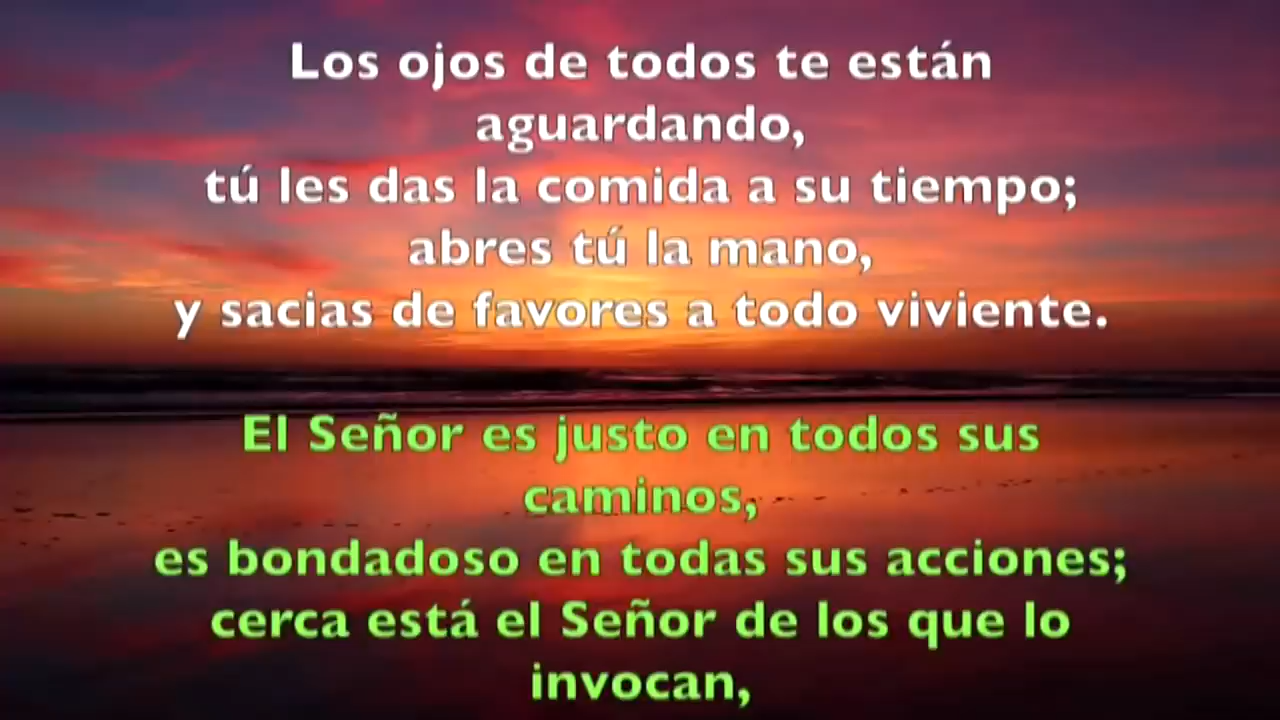 Los ojos de todos te están
aguardando,
tú les das la comida a su tiempo;
abres tú la mano,
y sacias de favores a todo viviente.
El Señor es justo en todos sus
caminos,
es bondadoso en todas sus acciones;
cerca está el Señor de los que lo
invocan,